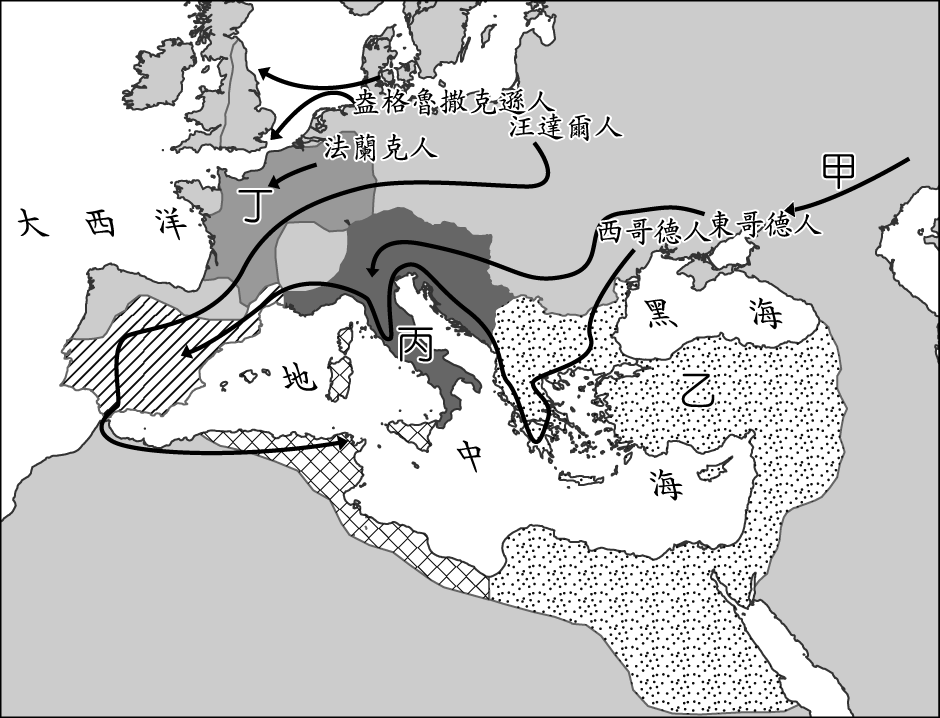 盎格魯撒克遜人
汪達爾人
法蘭克人
甲
丁
大西洋
西哥德人
東哥德人
黑海
丙
地中海
乙